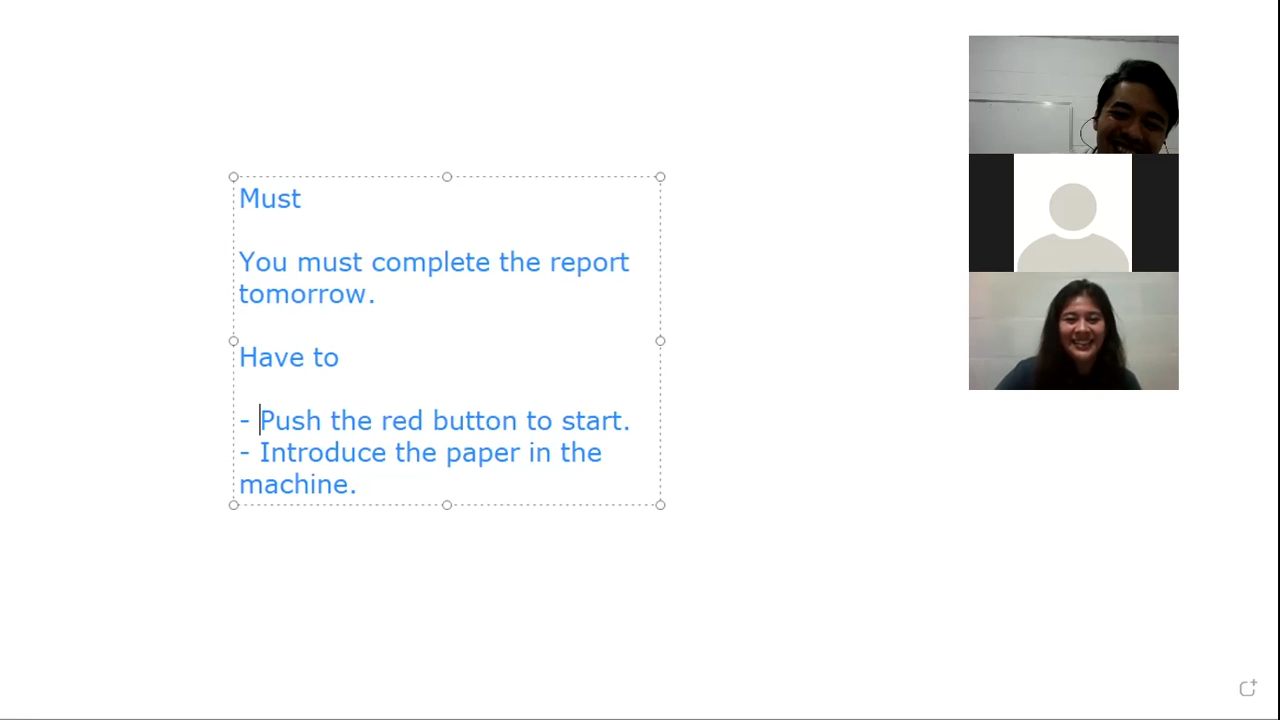 Must
You must complete the report
tomorrow.
Have to
- Push the red button to start.
- Introduce the paper in the
machine.